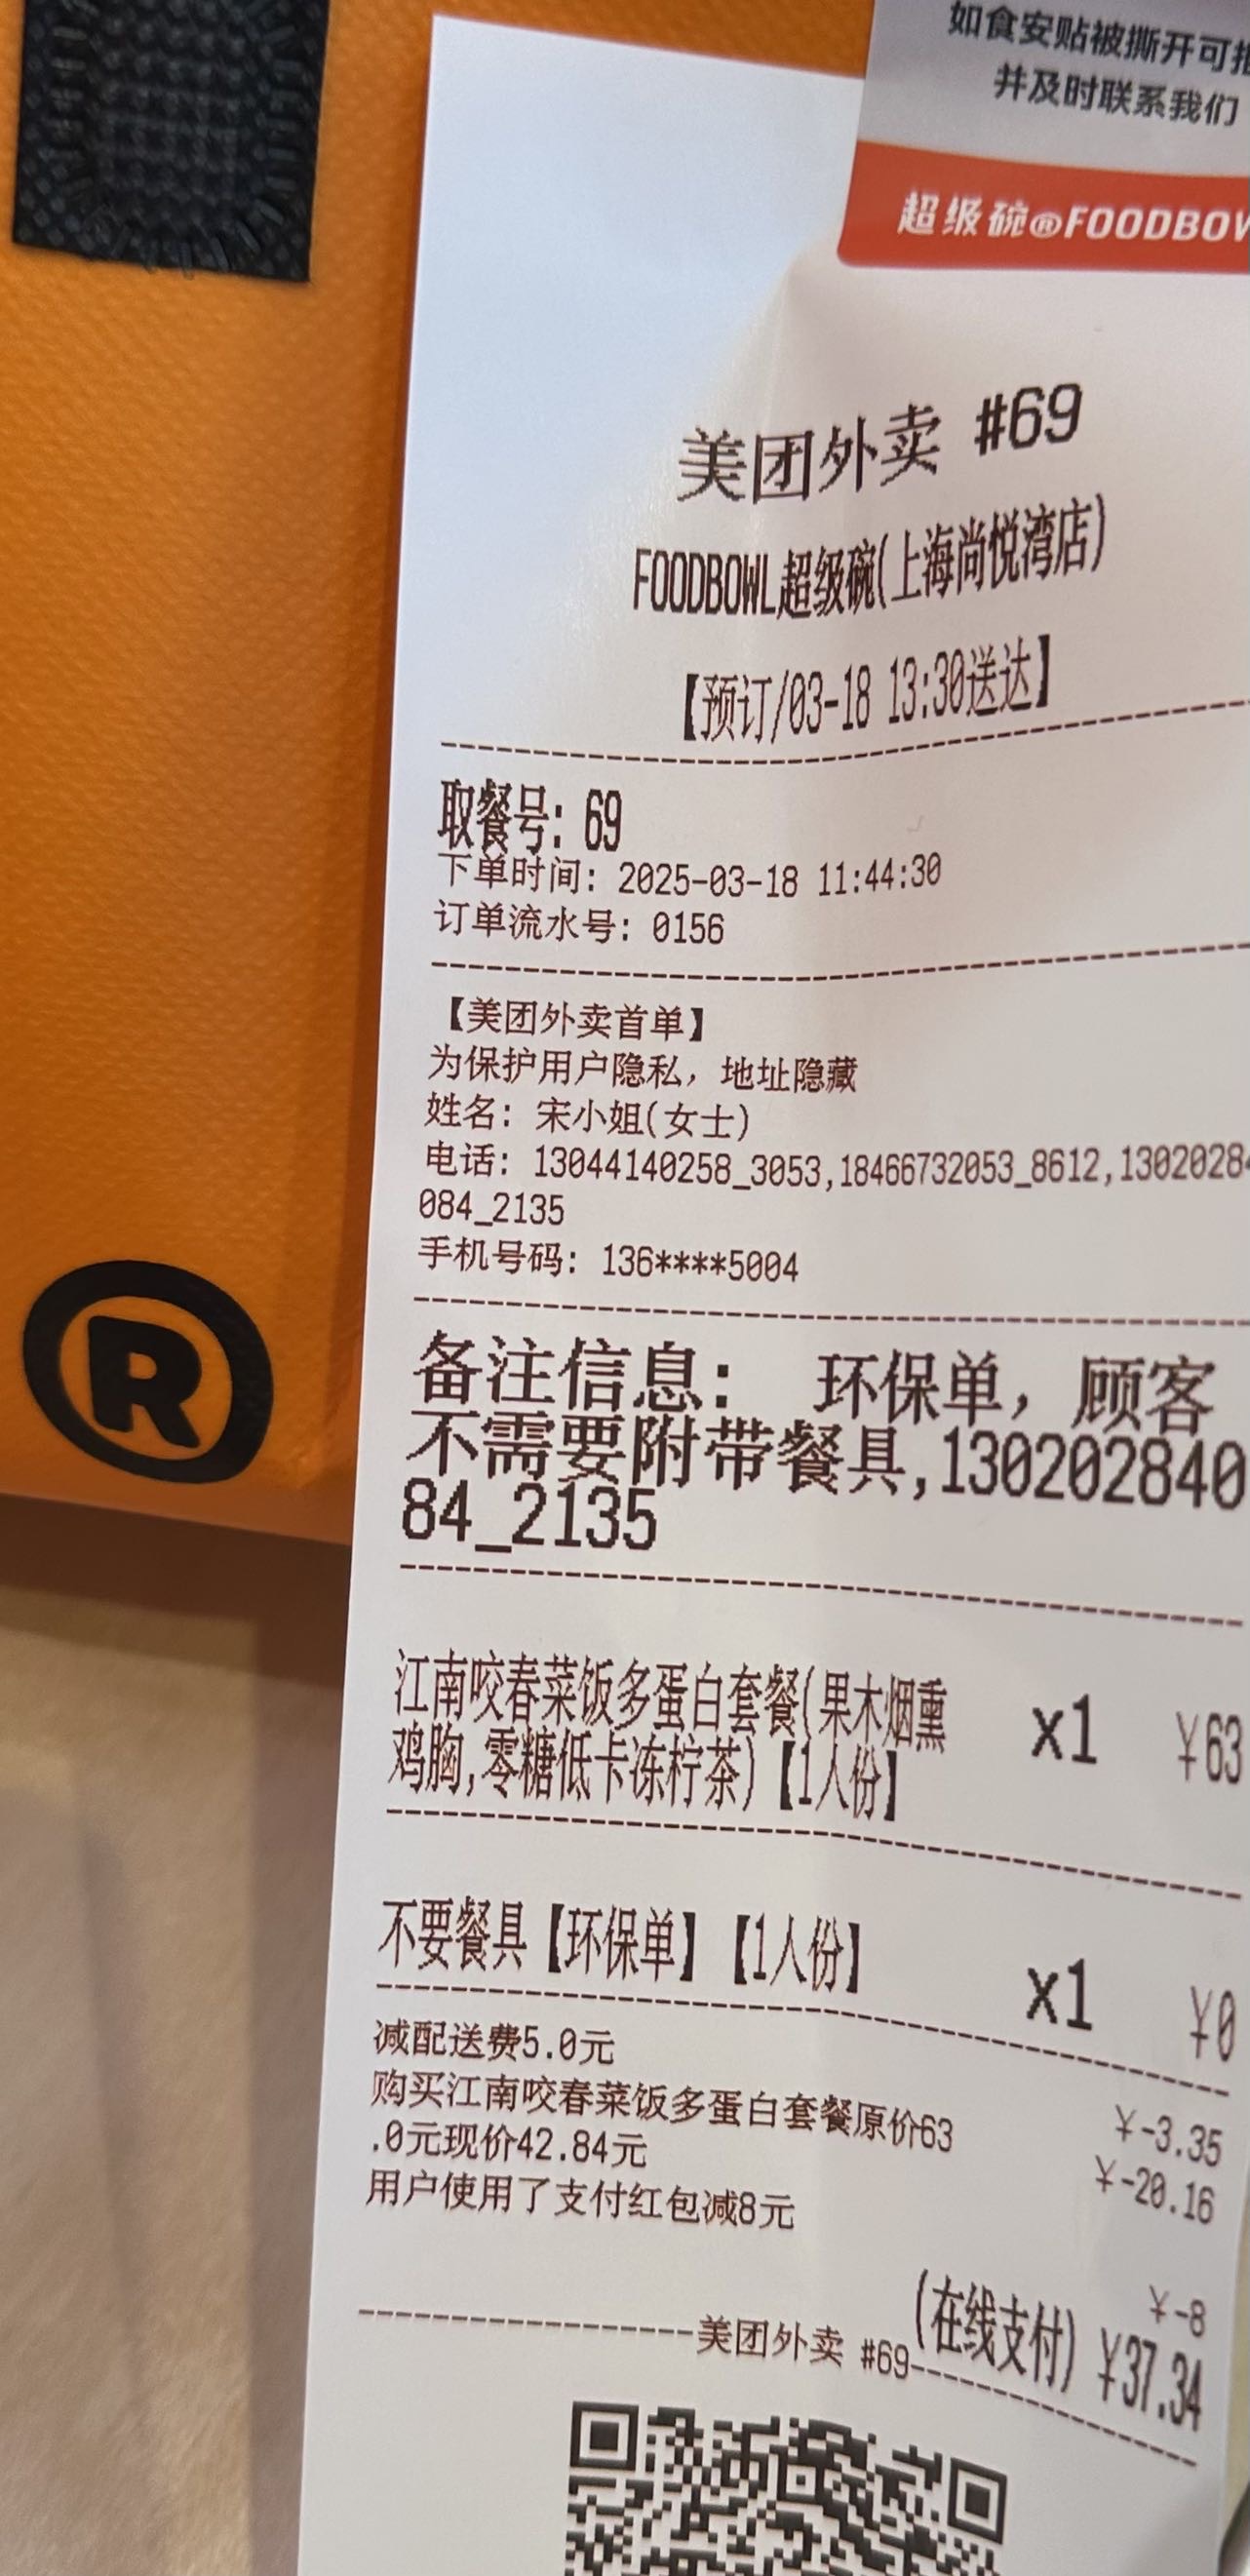 如食安贴被撕开可拒
并及时联系我们
超级碗®FOODBOW
美团外卖 #69
FOODBOWL超级碗(上海尚悦湾店)
【预订/03-18 13:30送达】
取餐号: 69
下单时间: 2025-03-18 11:44:30
订单流水号: 0156
【美团外卖首单】
为保护用户隐私，地址隐藏
姓名: 宋小姐(女士)
电话: 13044140258_3053,18466732053_8612,13020284
084_2135
手机号码: 136****5004
备注信息: 环保单，顾客
不需要附带餐具,130202840
84_2135
江南咬春菜饭多蛋白套餐(果木烟熏 x1 ¥63
鸡胸,零糖低卡冻柠茶)【1人份】
不要餐具【环保单】【1人份】 x1 ¥0
减配送费5.0元 ¥-3.35
购买江南咬春菜饭多蛋白套餐原价63 ¥-20.16
.0元现价42.84元
用户使用了支付红包减8元 ¥-8
(在线支付) ¥37.34
---------------美团外卖 #69---------------
®